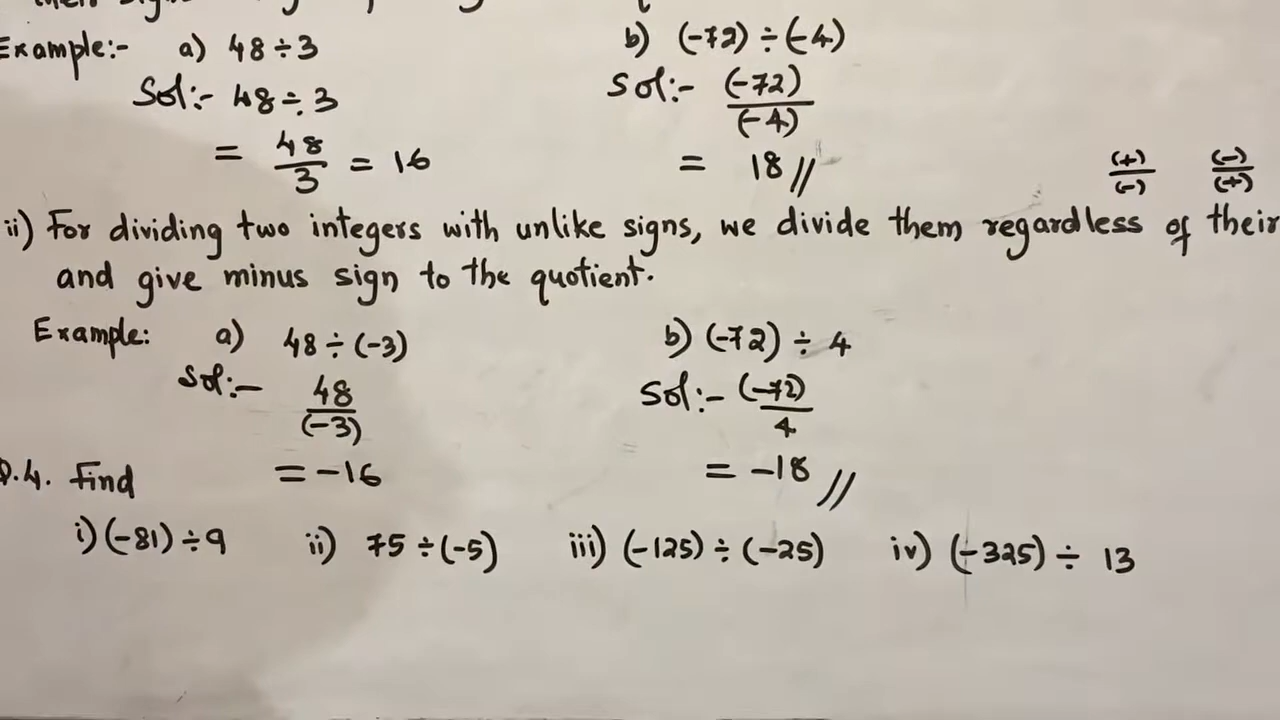 their signs
Example:- a) 48 ÷ 3 b) (-72) ÷ (-4)
Sol:- 48 ÷ 3 Sol:- (-72)/(-4)
= 48/3 = 16 = 18 //
(+)/(-) (-)/(+)
ii) For dividing two integers with unlike signs, we divide them regardless of their
and give minus sign to the quotient.
Example: a) 48 ÷ (-3) b) (-72) ÷ 4
Sol:- 48/(-3) Sol:- (-72)/4
= -16 = -18 //
Q.4. Find
i) (-81) ÷ 9 ii) 75 ÷ (-5) iii) (-125) ÷ (-25) iv) (-325) ÷ 13